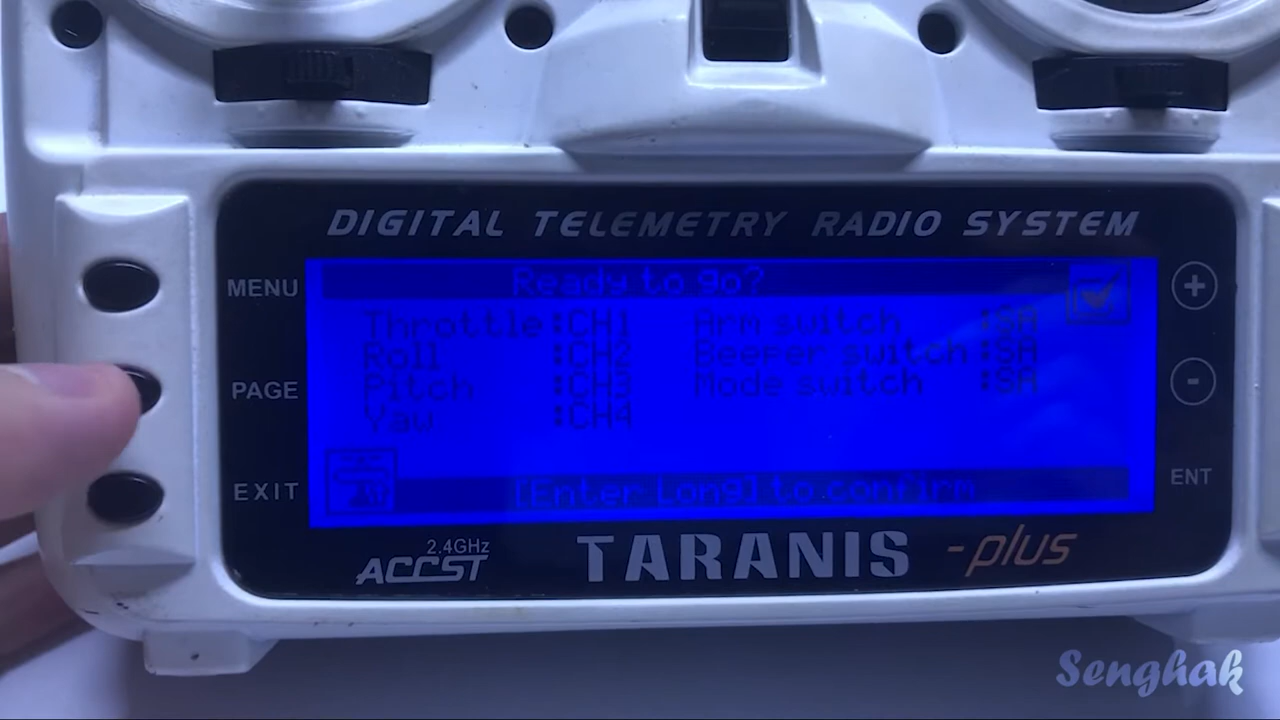 DIGITAL TELEMETRY RADIO SYSTEM
MENU
PAGE
EXIT
Ready to go?
Throttle:CH1 Arm switch :SA
Roll :CH2 Beeper switch:SA
Pitch :CH3 Mode switch :SA
Yaw :CH4
[Enter Long] to confirm
+
-
ENT
2.4GHz
ACCST
TARANIS -plus
Senghak